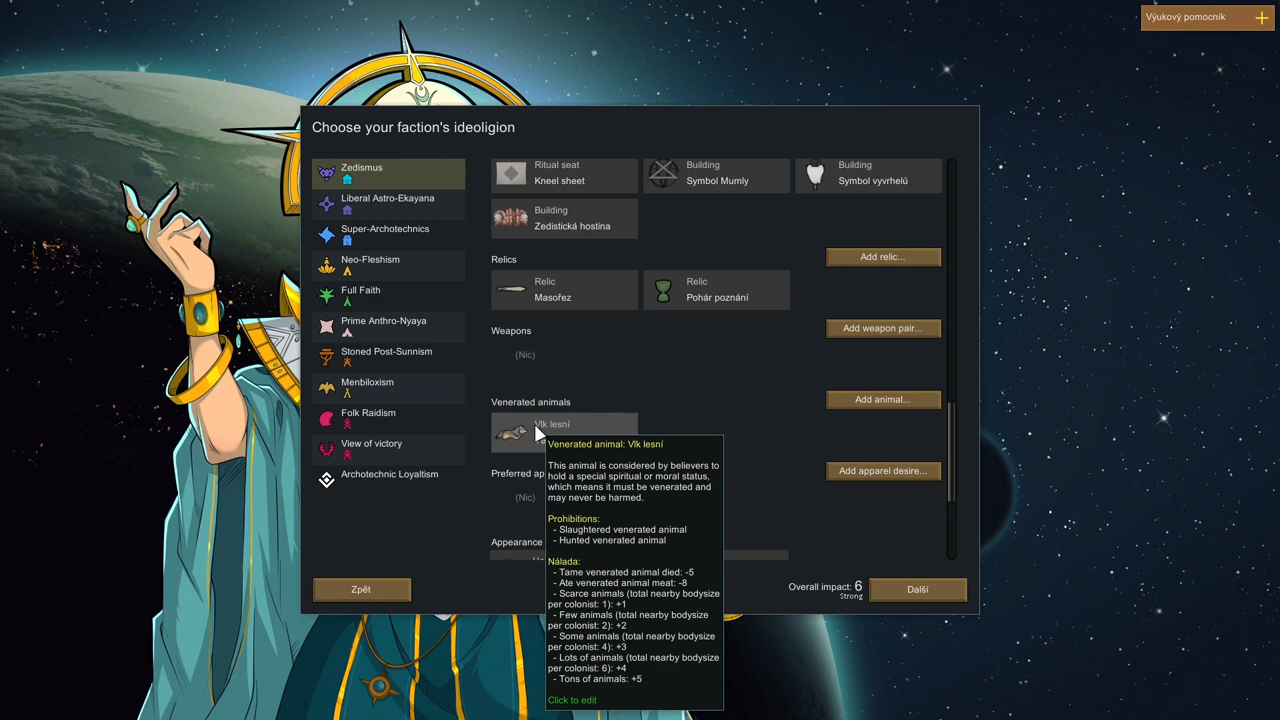 Výukový pomocník
Choose your faction's ideoligion
Zedismus
Liberal Astro-Ekayana
Super-Archotechnics
Neo-Fleshism
Full Faith
Prime Anthro-Nyaya
Stoned Post-Sunnism
Menbiloxism
Folk Raidism
View of victory
Archotechnic Loyaltism
Ritual seat
Kneel sheet
Building
Symbol Mumly
Building
Symbol vyvrhelů
Building
Zedistická hostina
Relics
Add relic...
Relic
Masořez
Relic
Pohár poznání
Weapons
Add weapon pair...
(Nic)
Venerated animals
Add animal...
Vlk lesní
Preferred ap
Add apparel desire...
(Nic)
Appearance
Venerated animal: Vlk lesní
This animal is considered by believers to
hold a special spiritual or moral status,
which means it must be venerated and
may never be harmed.
Prohibitions:
- Slaughtered venerated animal
- Hunted venerated animal
Nálada:
- Tame venerated animal died: -5
- Ate venerated animal meat: -8
- Scarce animals (total nearby bodysize
per colonist: 1): +1
- Few animals (total nearby bodysize
per colonist: 2): +2
- Some animals (total nearby bodysize
per colonist: 4): +3
- Lots of animals (total nearby bodysize
per colonist: 6): +4
- Tons of animals: +5
Click to edit
Zpět
Overall impact: 6
Strong
Další